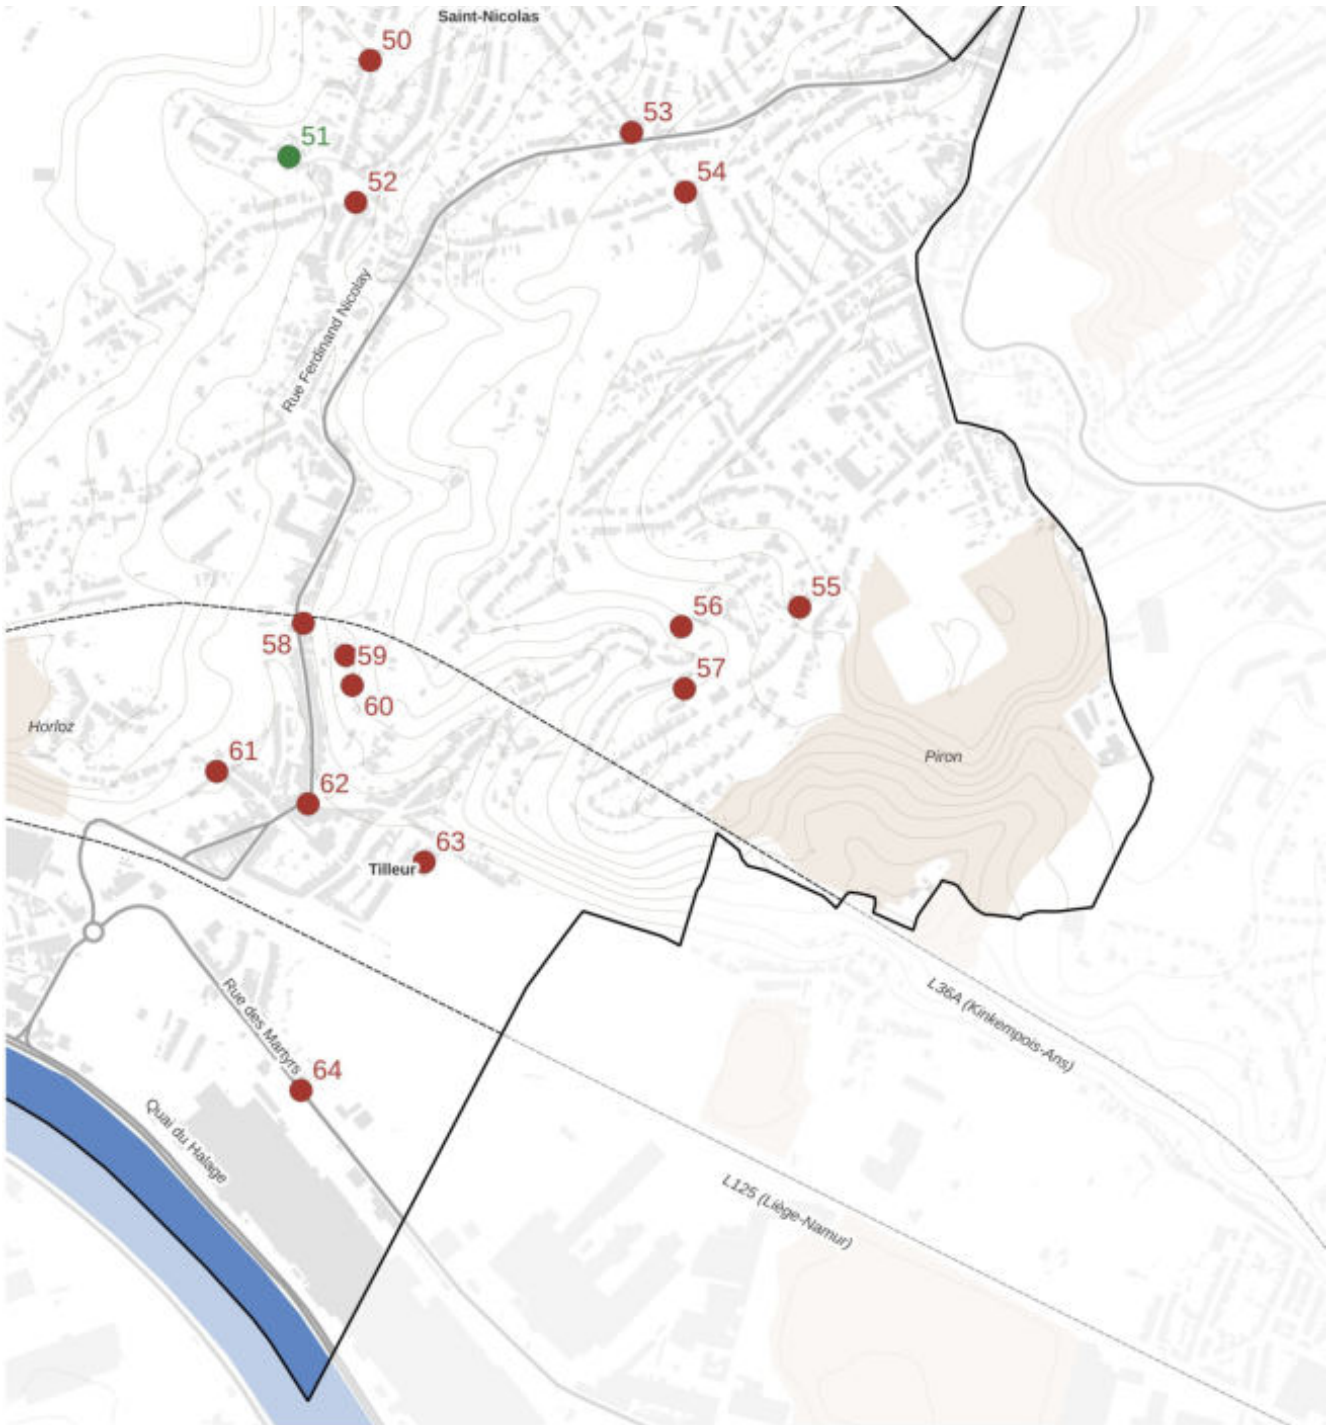 Saint-Nicolas
50
53
51
54
52
Rue Ferdinand Nicolay
55
56
58
59
57
60
Horloz
61
Piron
62
63
Tilleur
Rue des Martyrs
L36A (Kinkempois-Ans)
64
Quai du Halage
L125 (Liège-Namur)